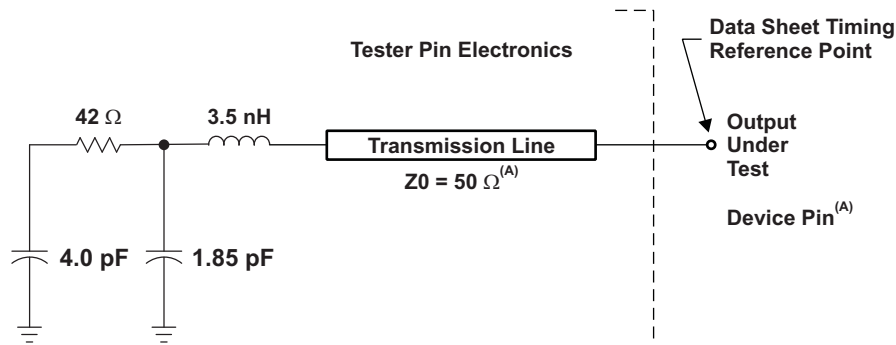 Tester Pin Electronics
Data Sheet Timing
Reference Point
42 Ω
3.5 nH
Transmission Line
Z0 = 50 Ω(A)
Output
Under
Test
Device Pin(A)
4.0 pF
1.85 pF